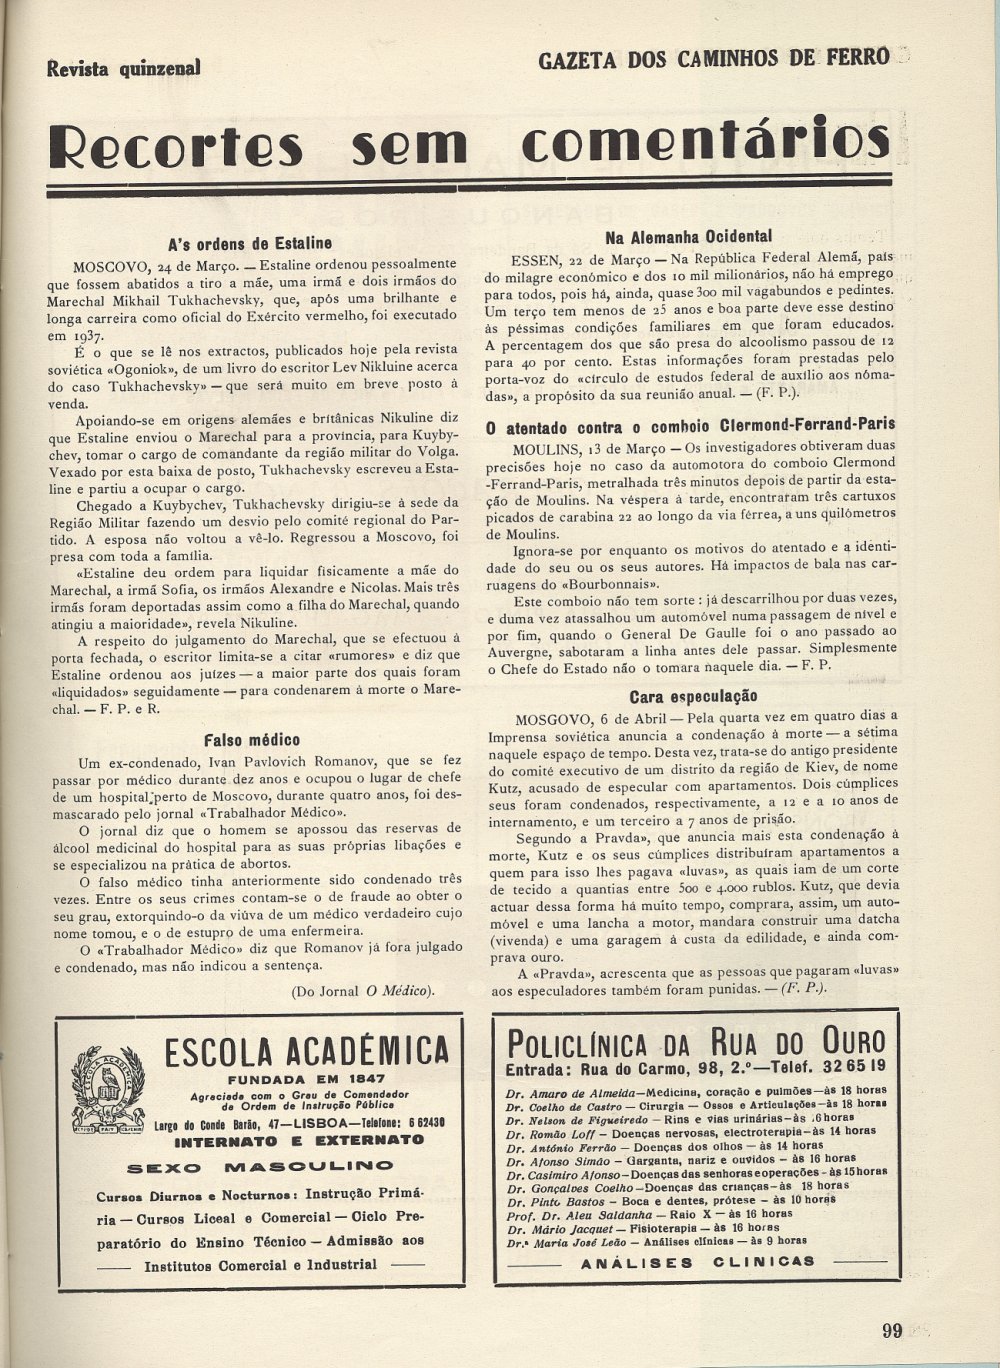 Revista quinzenal
GAZETA DOS CAMINHOS DE FERRO
Recortes sem comentários
A's ordens de Estaline
MOSCOVO, 24 de Março. — Estaline ordenou pessoalmente
que fossem abatidos a tiro a mãe, uma irmã e dois irmãos do
Marechal Mikhail Tukhachevsky, que, após uma brilhante e
longa carreira como oficial do Exército vermelho, foi executado
em 1937.
É o que se lê nos extractos, publicados hoje pela revista
soviética «Ogoniok», de um livro do escritor Lev Nikluine acerca
do caso Tukhachevsky» — que será muito em breve posto à
venda.
Apoiando-se em origens alemães e britânicas Nikuline diz
que Estaline enviou o Marechal para a província, para Kuyby-
chev, tomar o cargo de comandante da região militar do Volga.
Vexado por esta baixa de posto, Tukhachevsky escreveu a Esta-
line e partiu a ocupar o cargo.
Chegado a Kuybychev, Tukhachevsky dirigiu-se à sede da
Região Militar fazendo um desvio pelo comité regional do Par-
tido. A esposa não voltou a vê-lo. Regressou a Moscovo, foi
presa com toda a família.
«Estaline deu ordem para liquidar fisicamente a mãe do
Marechal, a irmã Sofia, os irmãos Alexandre e Nicolas. Mais três
irmãs foram deportadas assim como a filha do Marechal, quando
atingiu a maioridade», revela Nikuline.
A respeito do julgamento do Marechal, que se efectuou à
porta fechada, o escritor limita-se a citar «rumores» e diz que
Estaline ordenou aos juízes — a maior parte dos quais foram
«liquidados» seguidamente — para condenarem à morte o Mare-
chal. — F. P. e R.
Falso médico
Um ex-condenado, Ivan Pavlovich Romanov, que se fez
passar por médico durante dez anos e ocupou o lugar de chefe
de um hospital perto de Moscovo, durante quatro anos, foi des-
mascarado pelo jornal «Trabalhador Médico».
O jornal diz que o homem se apossou das reservas de
álcool medicinal do hospital para as suas próprias libações e
se especializou na prática de abortos.
O falso médico tinha anteriormente sido condenado três
vezes. Entre os seus crimes contam-se o de fraude ao obter o
seu grau, extorquindo-o da viúva de um médico verdadeiro cujo
nome tomou, e o de estupro de uma enfermeira.
O «Trabalhador Médico» diz que Romanov já fora julgado
e condenado, mas não indicou a sentença.
(Do Jornal O Médico).
Na Alemanha Ocidental
ESSEN, 22 de Março — Na República Federal Alemã, país
do milagre económico e dos 10 mil milionários, não há emprego
para todos, pois há, ainda, quase 300 mil vagabundos e pedintes.
Um terço tem menos de 25 anos e boa parte deve esse destino
às péssimas condições familiares em que foram educados.
A percentagem dos que são presa do alcoolismo passou de 12
para 40 por cento. Estas informações foram prestadas pelo
porta-voz do «círculo de estudos federal de auxílio aos nóma-
das», a propósito da sua reunião anual. — (F. P.).
O atentado contra o comboio Clermond-Ferrand-Paris
MOULINS, 13 de Março — Os investigadores obtiveram duas
precisões hoje no caso da automotora do comboio Clermond
-Ferrand-Paris, metralhada três minutos depois de partir da esta-
ção de Moulins. Na véspera à tarde, encontraram três cartuxos
picados de carabina 22 ao longo da via férrea, a uns quilómetros
de Moulins.
Ignora-se por enquanto os motivos do atentado e a identi-
dade do seu ou os seus autores. Há impactos de bala nas car-
ruagens do «Bourbonnais».
Este comboio não tem sorte : já descarrilhou por duas vezes,
e duma vez atassalhou um automóvel numa passagem de nível e
por fim, quando o General De Gaulle foi o ano passado ao
Auvergne, sabotaram a linha antes dele passar. Simplesmente
o Chefe do Estado não o tomara naquele dia. — F. P.
Cara especulação
MOSGOVO, 6 de Abril — Pela quarta vez em quatro dias a
Imprensa soviética anuncia a condenação à morte — a sétima
naquele espaço de tempo. Desta vez, trata-se do antigo presidente
do comité executivo de um distrito da região de Kiev, de nome
Kutz, acusado de especular com apartamentos. Dois cúmplices
seus foram condenados, respectivamente, a 12 e a 10 anos de
internamento, e um terceiro a 7 anos de prisão.
Segundo a Pravda», que anuncia mais esta condenação à
morte, Kutz e os seus cúmplices distribuíram apartamentos a
quem para isso lhes pagava «luvas», as quais iam de um corte
de tecido a quantias entre 500 e 4.000 rublos. Kutz, que devia
actuar dessa forma há muito tempo, comprara, assim, um auto-
móvel e uma lancha a motor, mandara construir uma datcha
(vivenda) e uma garagem à custa da edilidade, e ainda com-
prava ouro.
A «Pravda», acrescenta que as pessoas que pagaram «luvas»
aos especuladores também foram punidas. — (F. P.).
ESCOLA ACADÉMICA
FUNDADA EM 1847
Agraciada com o Grau de Comendador
da Ordem de Instrução Pública
Largo do Conde Barão, 47—LISBOA—Telefone: 6 62430
INTERNATO E EXTERNATO
SEXO MASCULINO
Cursos Diurnos e Nocturnos: Instrução Primá-
ria — Cursos Liceal e Comercial — Ciclo Pre-
paratório do Ensino Técnico — Admissão aos
Institutos Comercial e Industrial
POLICLÍNICA DA RUA DO OURO
Entrada: Rua do Carmo, 98, 2.º—Telef. 32 65 19
Dr. Amaro de Almeida—Medicina, coração e pulmões—às 18 horas
Dr. Coelho de Castro — Cirurgia — Ossos e Articulações—às 18 horas
Dr. Nelson de Figueiredo — Rins e vias urinárias—às .6 horas
Dr. Romão Loff — Doenças nervosas, electroterapia—às 14 horas
Dr. António Ferrão — Doenças dos olhos — às 14 horas
Dr. Afonso Simão — Garganta, nariz e ouvidos — às 16 horas
Dr. Casimiro Afonso—Doenças das senhoras e operações - às 15 horas
Dr. Gonçalves Coelho—Doenças das crianças—às 18 horas
Dr. Pinto Bastos — Boca e dentes, prótese — às 10 horas
Prof. Dr. Aleu Saldanha — Raio X — às 16 horas
Dr. Mário Jacquet — Fisioterapia — às 16 horas
Dr.ª Maria José Leão — Análises clínicas — às 9 horas
ANÁLISES CLINICAS
99